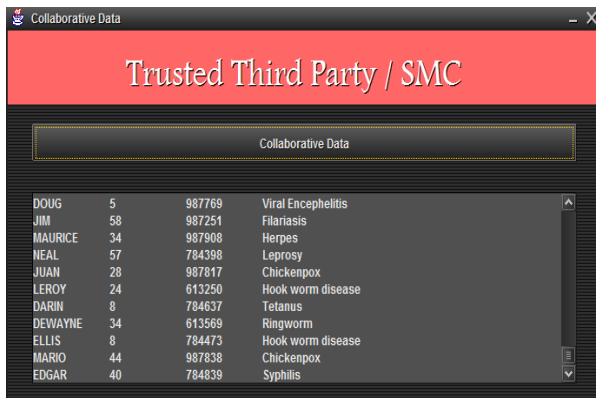 Collaborative Data
Trusted Third Party / SMC
Collaborative Data
DOUG 5 987769 Viral Encephelitis
JIM 58 987251 Filariasis
MAURICE 34 987908 Herpes
NEAL 57 784398 Leprosy
JUAN 28 987817 Chickenpox
LEROY 24 613250 Hook worm disease
DARIN 8 784637 Tetanus
DEWAYNE 34 613569 Ringworm
ELLIS 8 784473 Hook worm disease
MARIO 44 987838 Chickenpox
EDGAR 40 784839 Syphilis